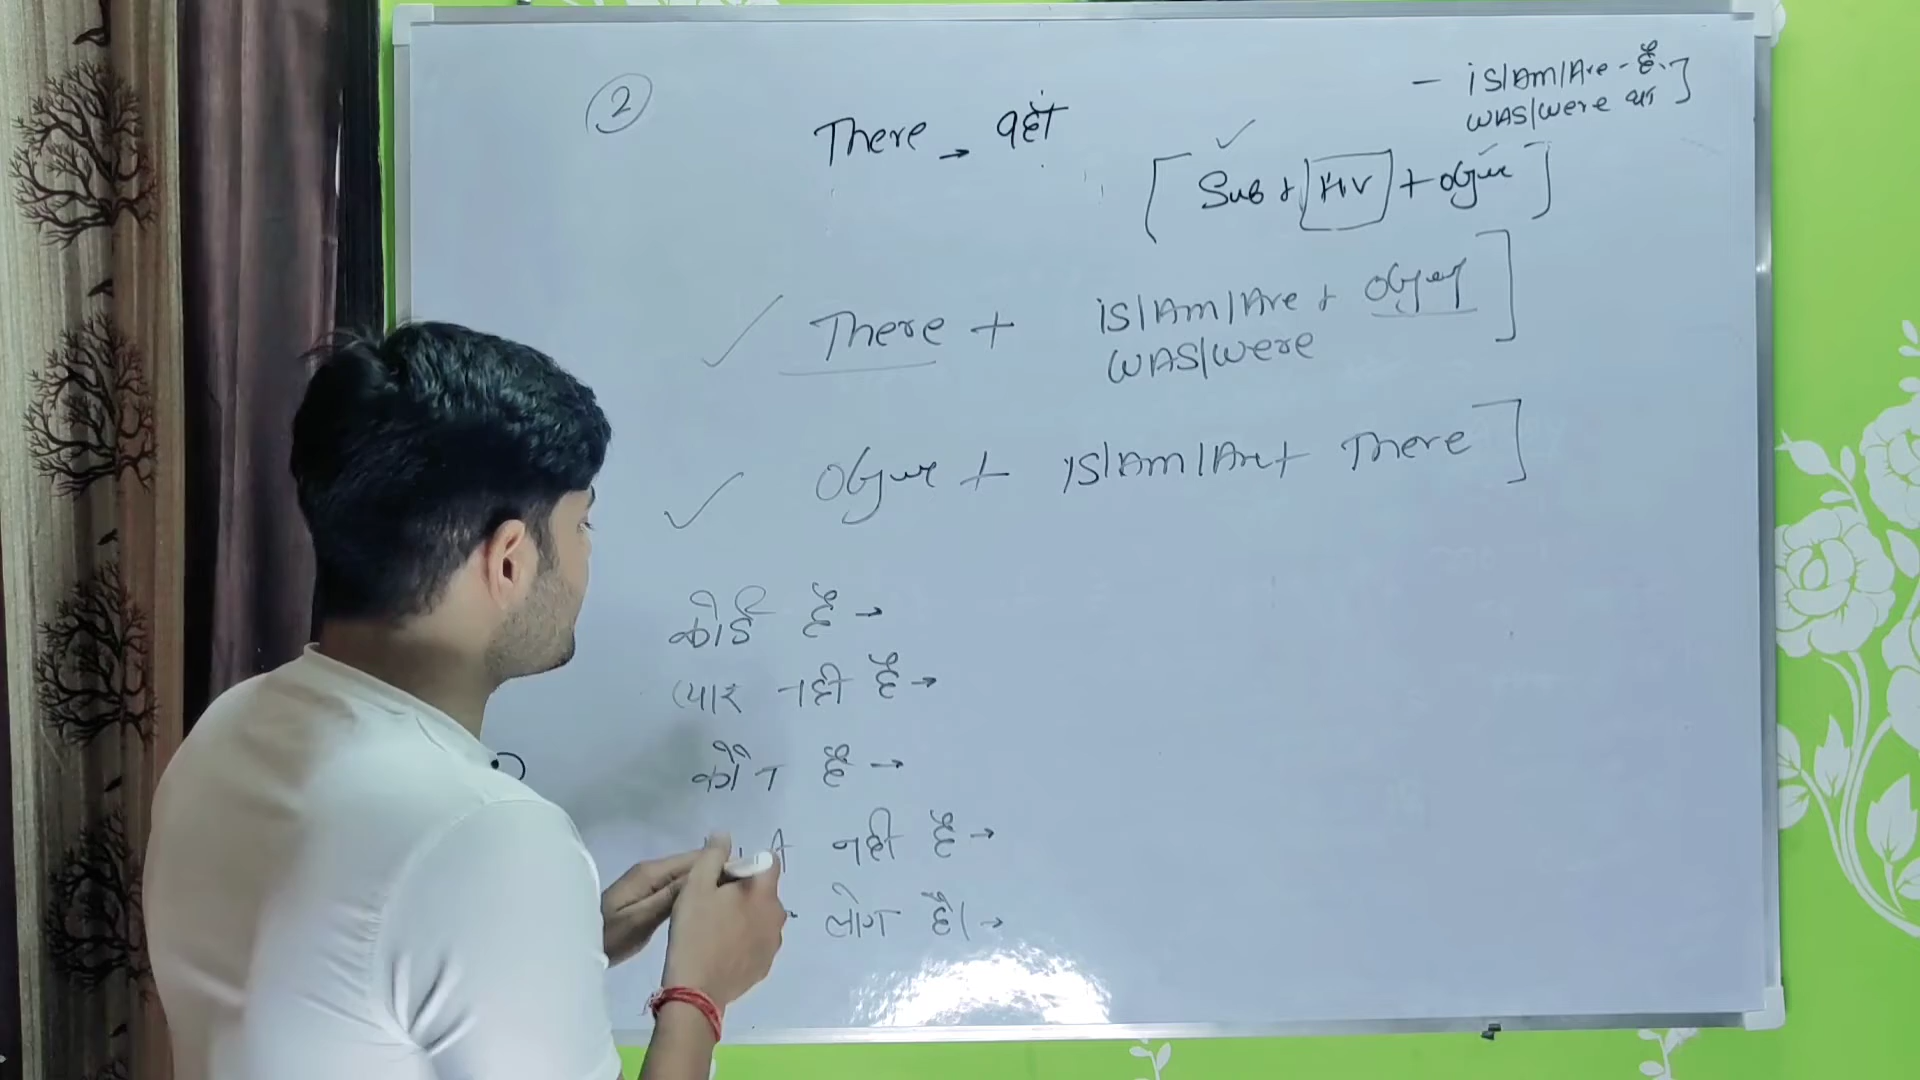 2
There → वहाँ
- is/Am/Are - है
was/were था
[ Sub + HV + object ]
There + is/Am/Are + object ]
was/were
object + is/Am/Are + There ]
कोई है →
प्यार नहीं है →
कौन है →
नहीं है →
लोग है। →